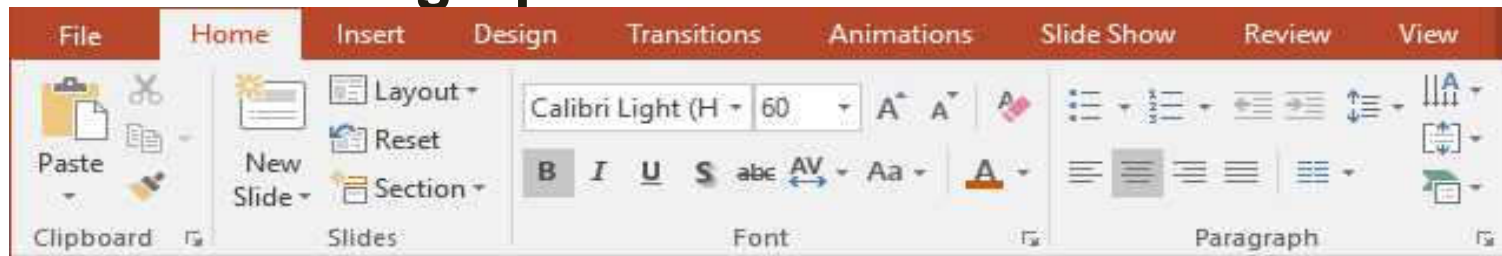 File Home Insert Design Transitions Animations Slide Show Review View
Calibri Light (H 60 A A A
Layout
Reset
Section
Paste
New
Slide
B I U S abc AV Aa A
Clipboard Slides Font Paragraph